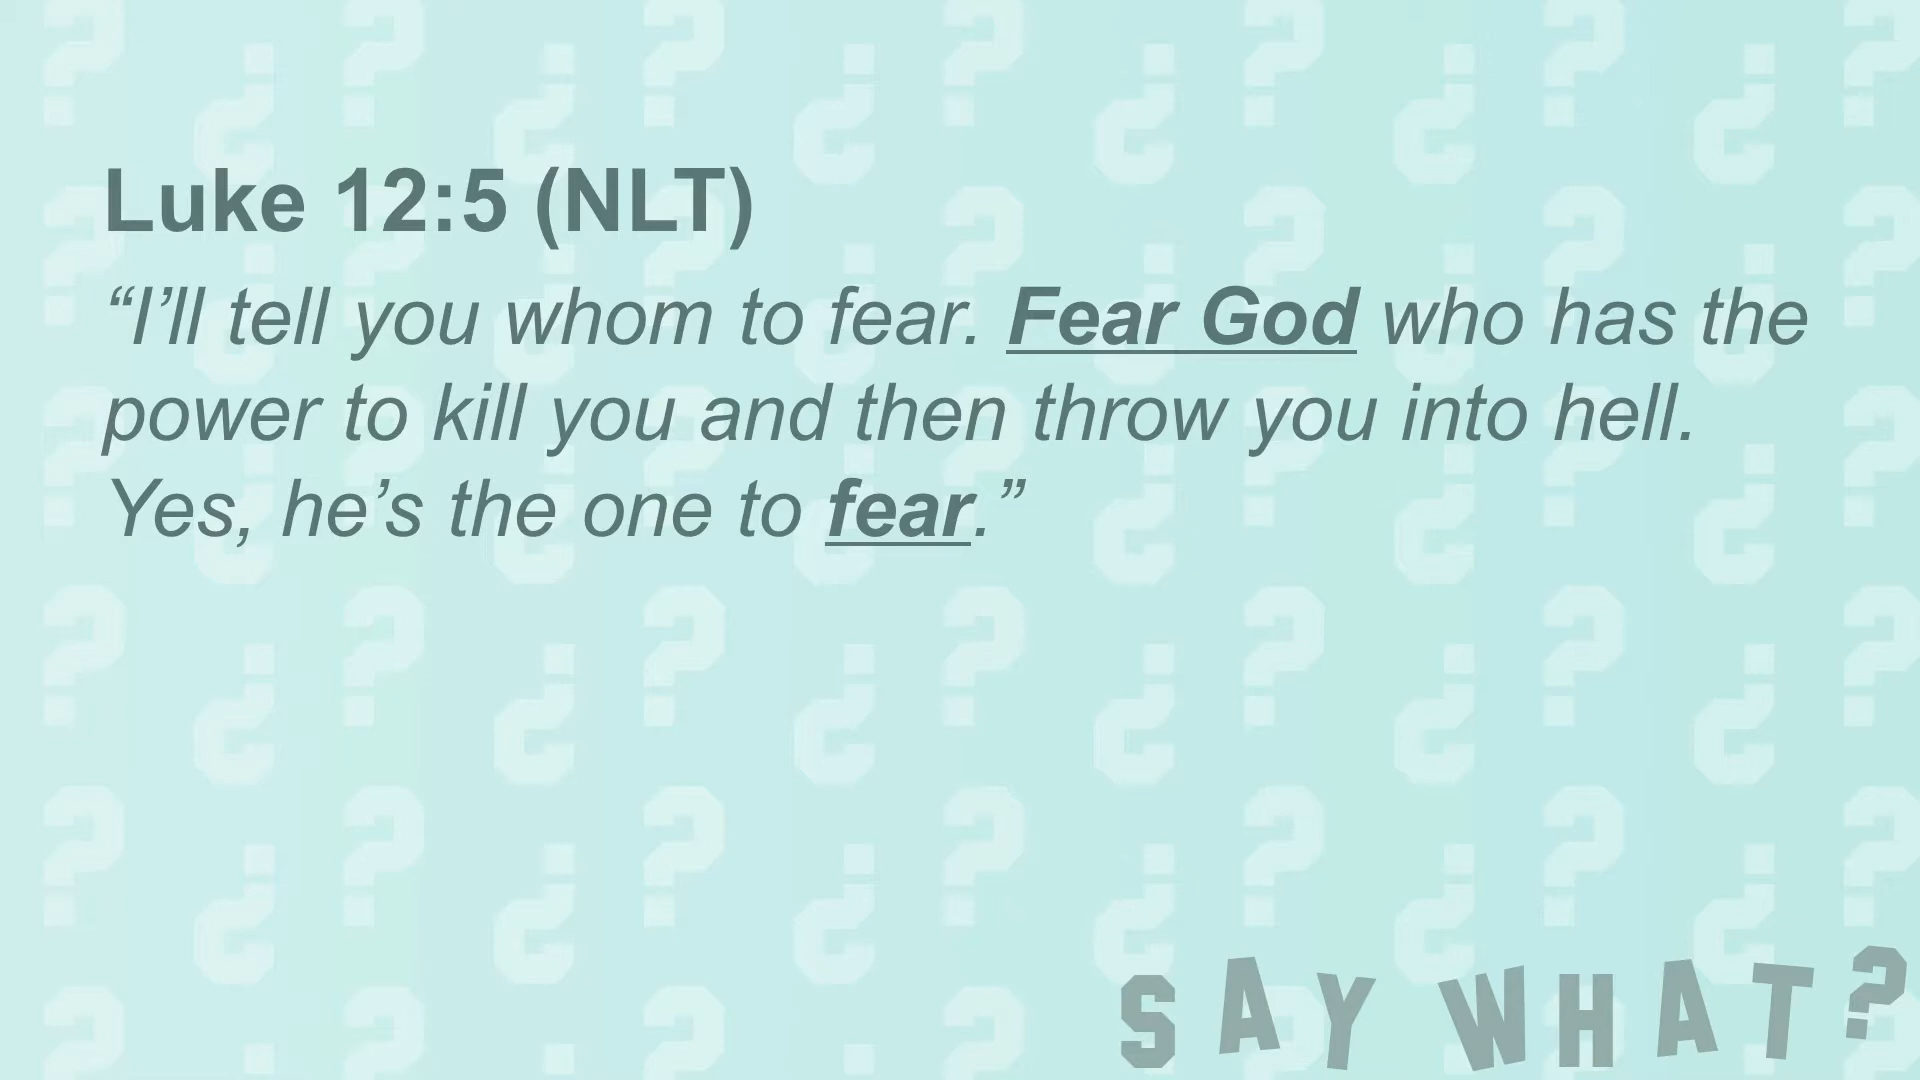 Luke 12:5 (NLT)
“I’ll tell you whom to fear. Fear God who has the
power to kill you and then throw you into hell.
Yes, he’s the one to fear.”
SAY WHAT?